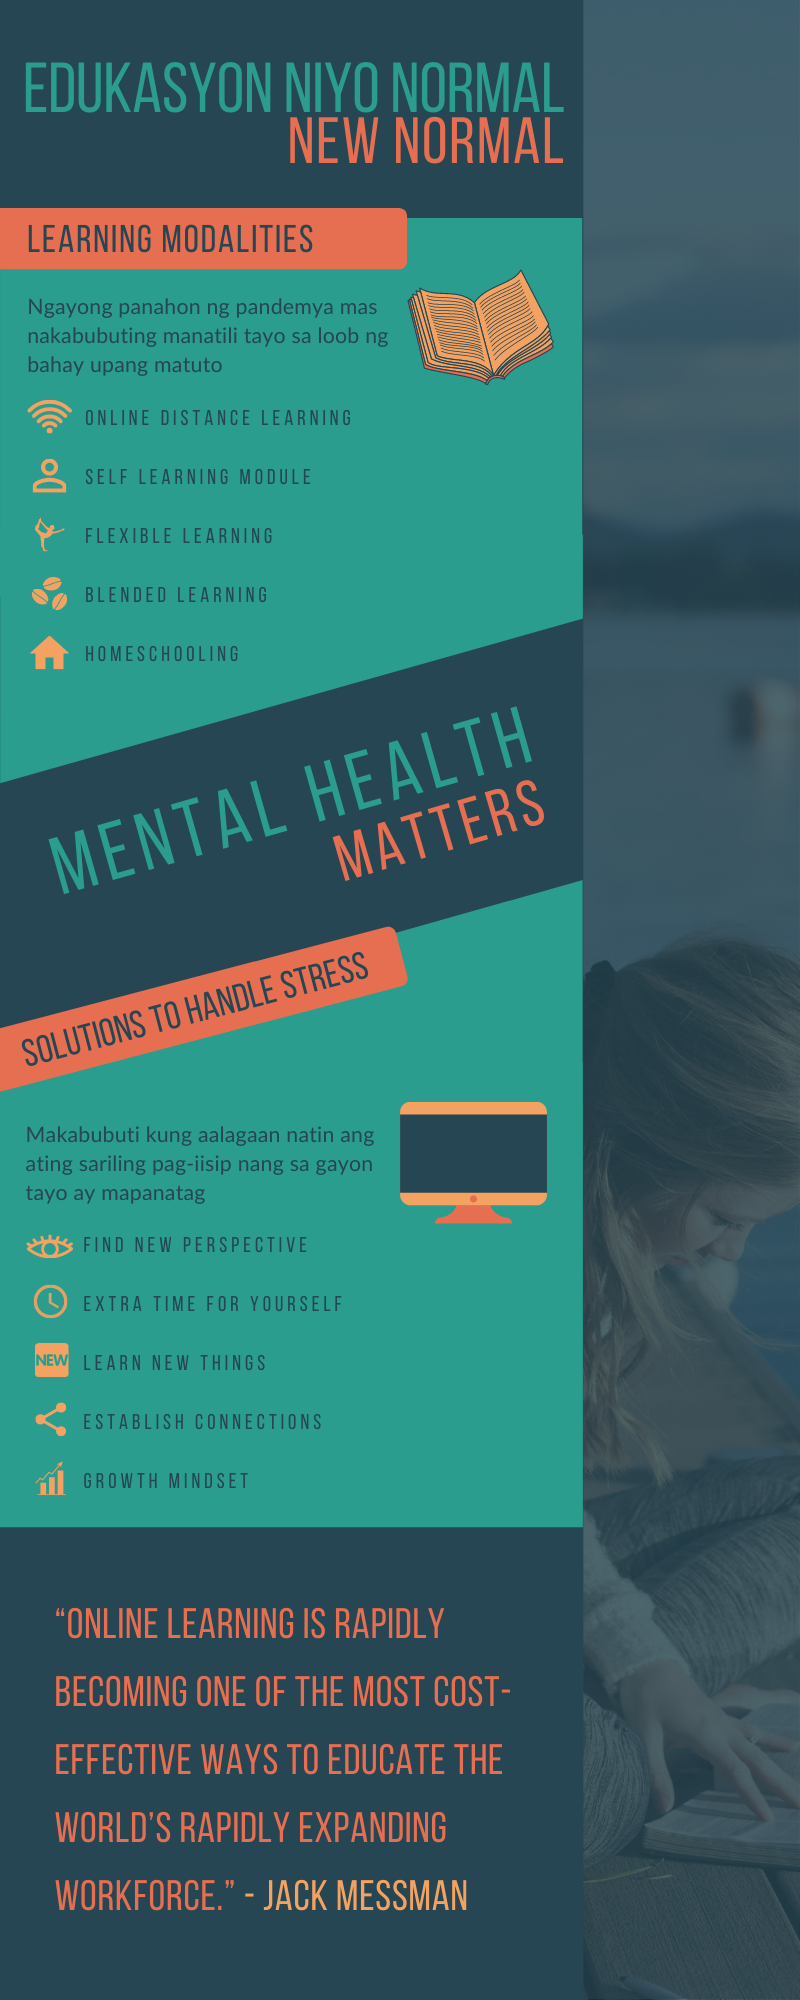 EDUKASYON NIYO NORMAL
NEW NORMAL
LEARNING MODALITIES
Ngayong panahon ng pandemya mas
nakabubuting manatili tayo sa loob ng
bahay upang matuto
ONLINE DISTANCE LEARNING
SELF LEARNING MODULE
FLEXIBLE LEARNING
BLENDED LEARNING
HOMESCHOOLING
MENTAL HEALTH
MATTERS
SOLUTIONS TO HANDLE STRESS
Makabubuti kung aalagaan natin ang
ating sariling pag-iisip nang sa gayon
tayo ay mapanatag
FIND NEW PERSPECTIVE
EXTRA TIME FOR YOURSELF
NEW LEARN NEW THINGS
ESTABLISH CONNECTIONS
GROWTH MINDSET
“ONLINE LEARNING IS RAPIDLY
BECOMING ONE OF THE MOST COST-
EFFECTIVE WAYS TO EDUCATE THE
WORLD’S RAPIDLY EXPANDING
WORKFORCE.” - JACK MESSMAN